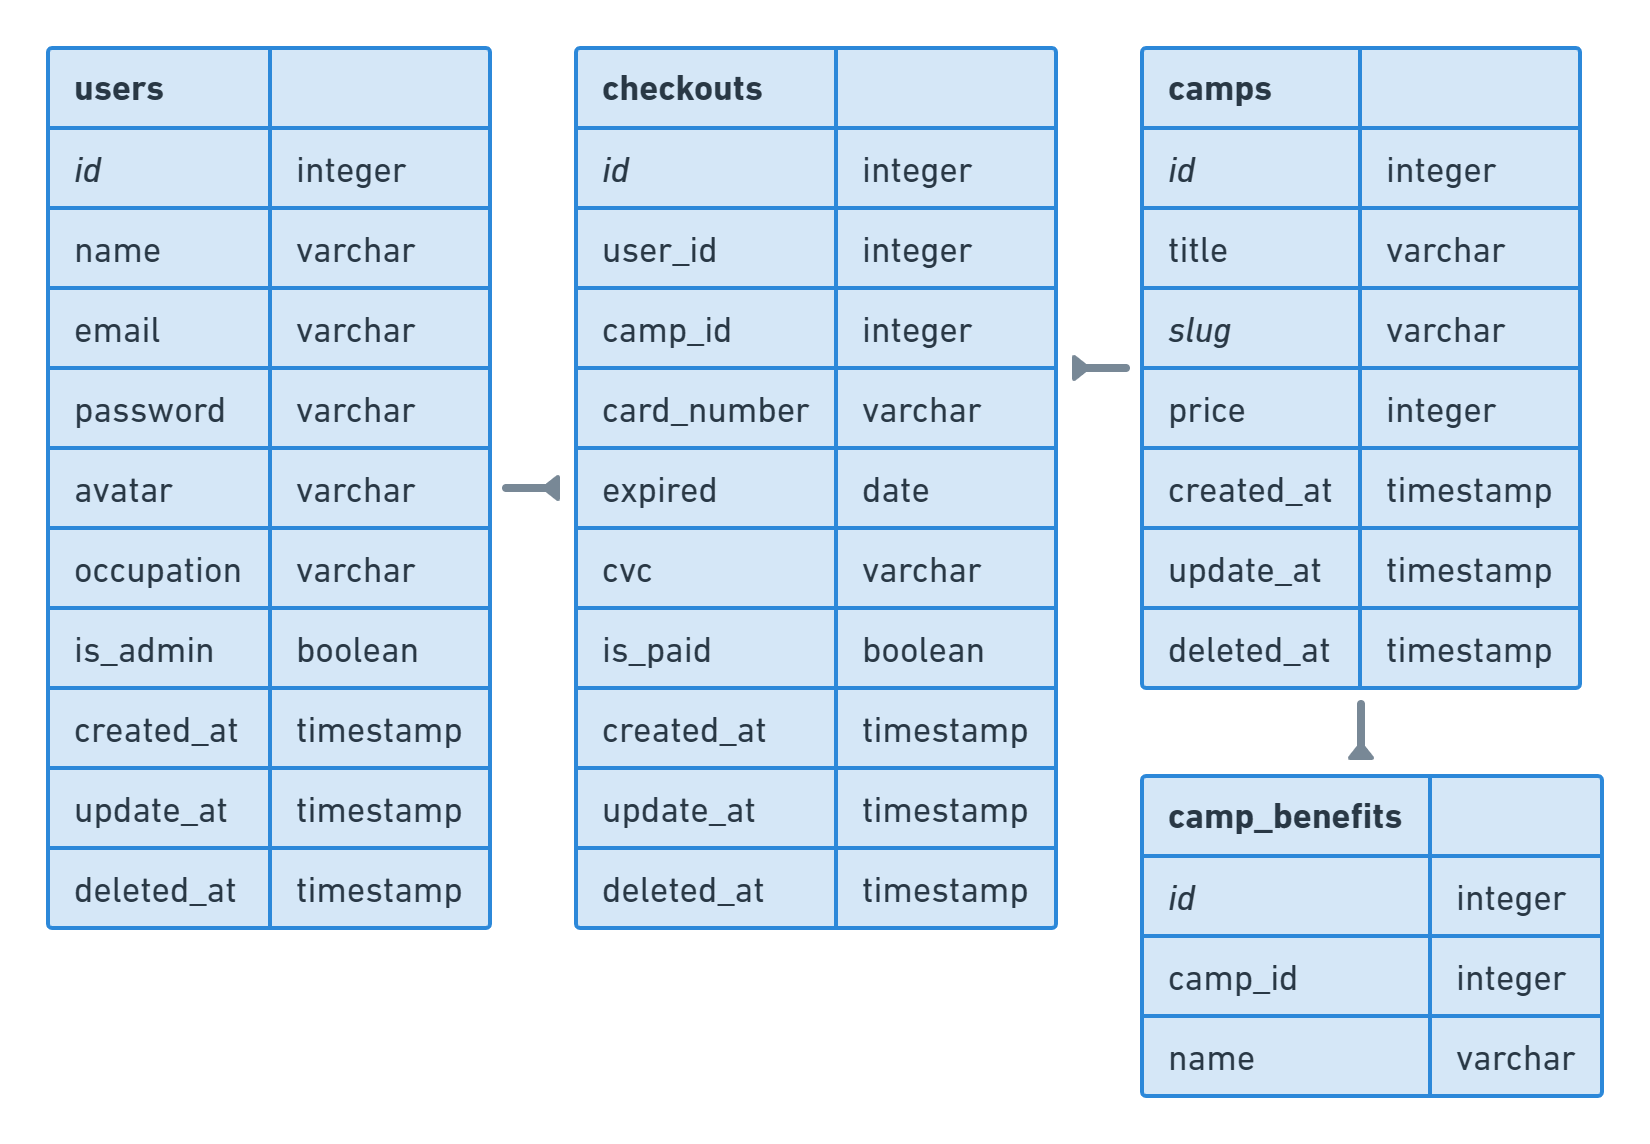 users
id integer
name varchar
email varchar
password varchar
avatar varchar
occupation varchar
is_admin boolean
created_at timestamp
update_at timestamp
deleted_at timestamp
checkouts
id integer
user_id integer
camp_id integer
card_number varchar
expired date
cvc varchar
is_paid boolean
created_at timestamp
update_at timestamp
deleted_at timestamp
camps
id integer
title varchar
slug varchar
price integer
created_at timestamp
update_at timestamp
deleted_at timestamp
camp_benefits
id integer
camp_id integer
name varchar